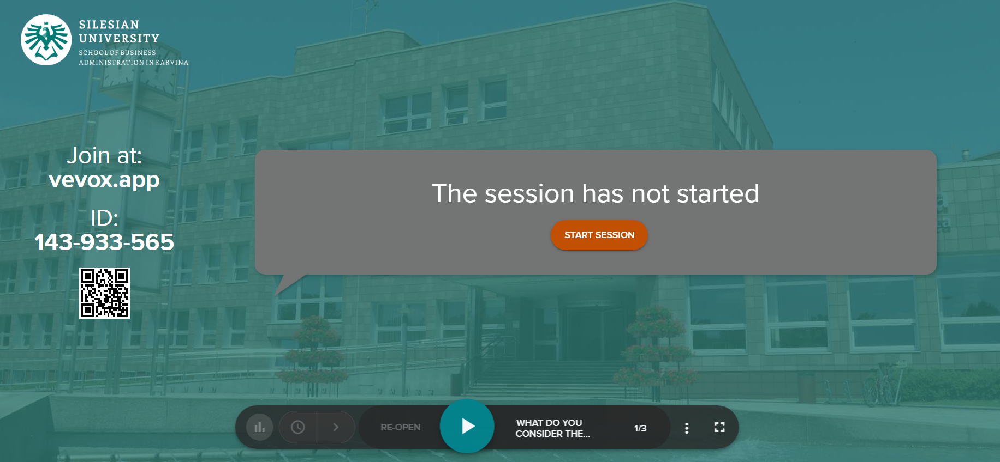 SILESIAN
UNIVERSITY
SCHOOL OF BUSINESS
ADMINISTRATION IN KARVINA
Join at:
vevox.app
ID:
143-933-565
The session has not started
START SESSION
RE-OPEN
WHAT DO YOU
CONSIDER THE...
1/3